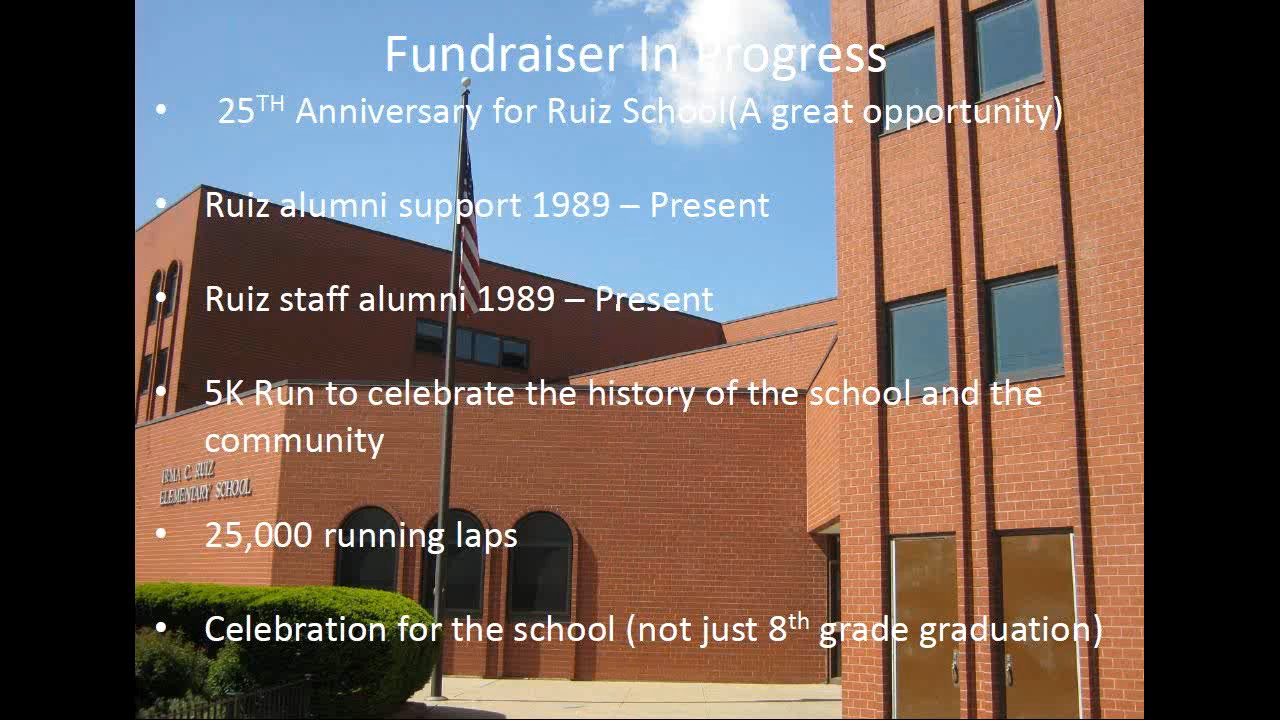 Fundraiser In Progress
• 25TH Anniversary for Ruiz School(A great opportunity)
• Ruiz alumni support 1989 – Present
• Ruiz staff alumni 1989 – Present
• 5K Run to celebrate the history of the school and the
community
• 25,000 running laps
• Celebration for the school (not just 8th grade graduation)
IRMA C. RUIZ
ELEMENTARY SCHOOL